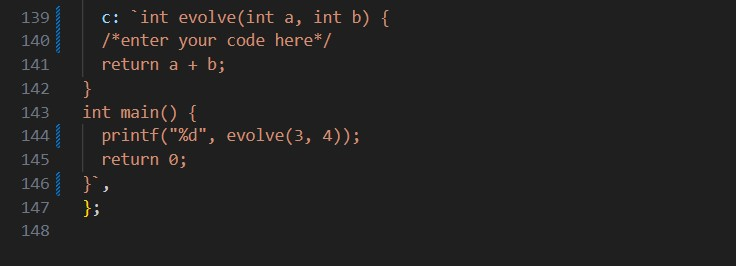 139 c: `int evolve(int a, int b) {
140 /*enter your code here*/
141 return a + b;
142 }
143 int main() {
144 printf("%d", evolve(3, 4));
145 return 0;
146 }`,
147 };
148